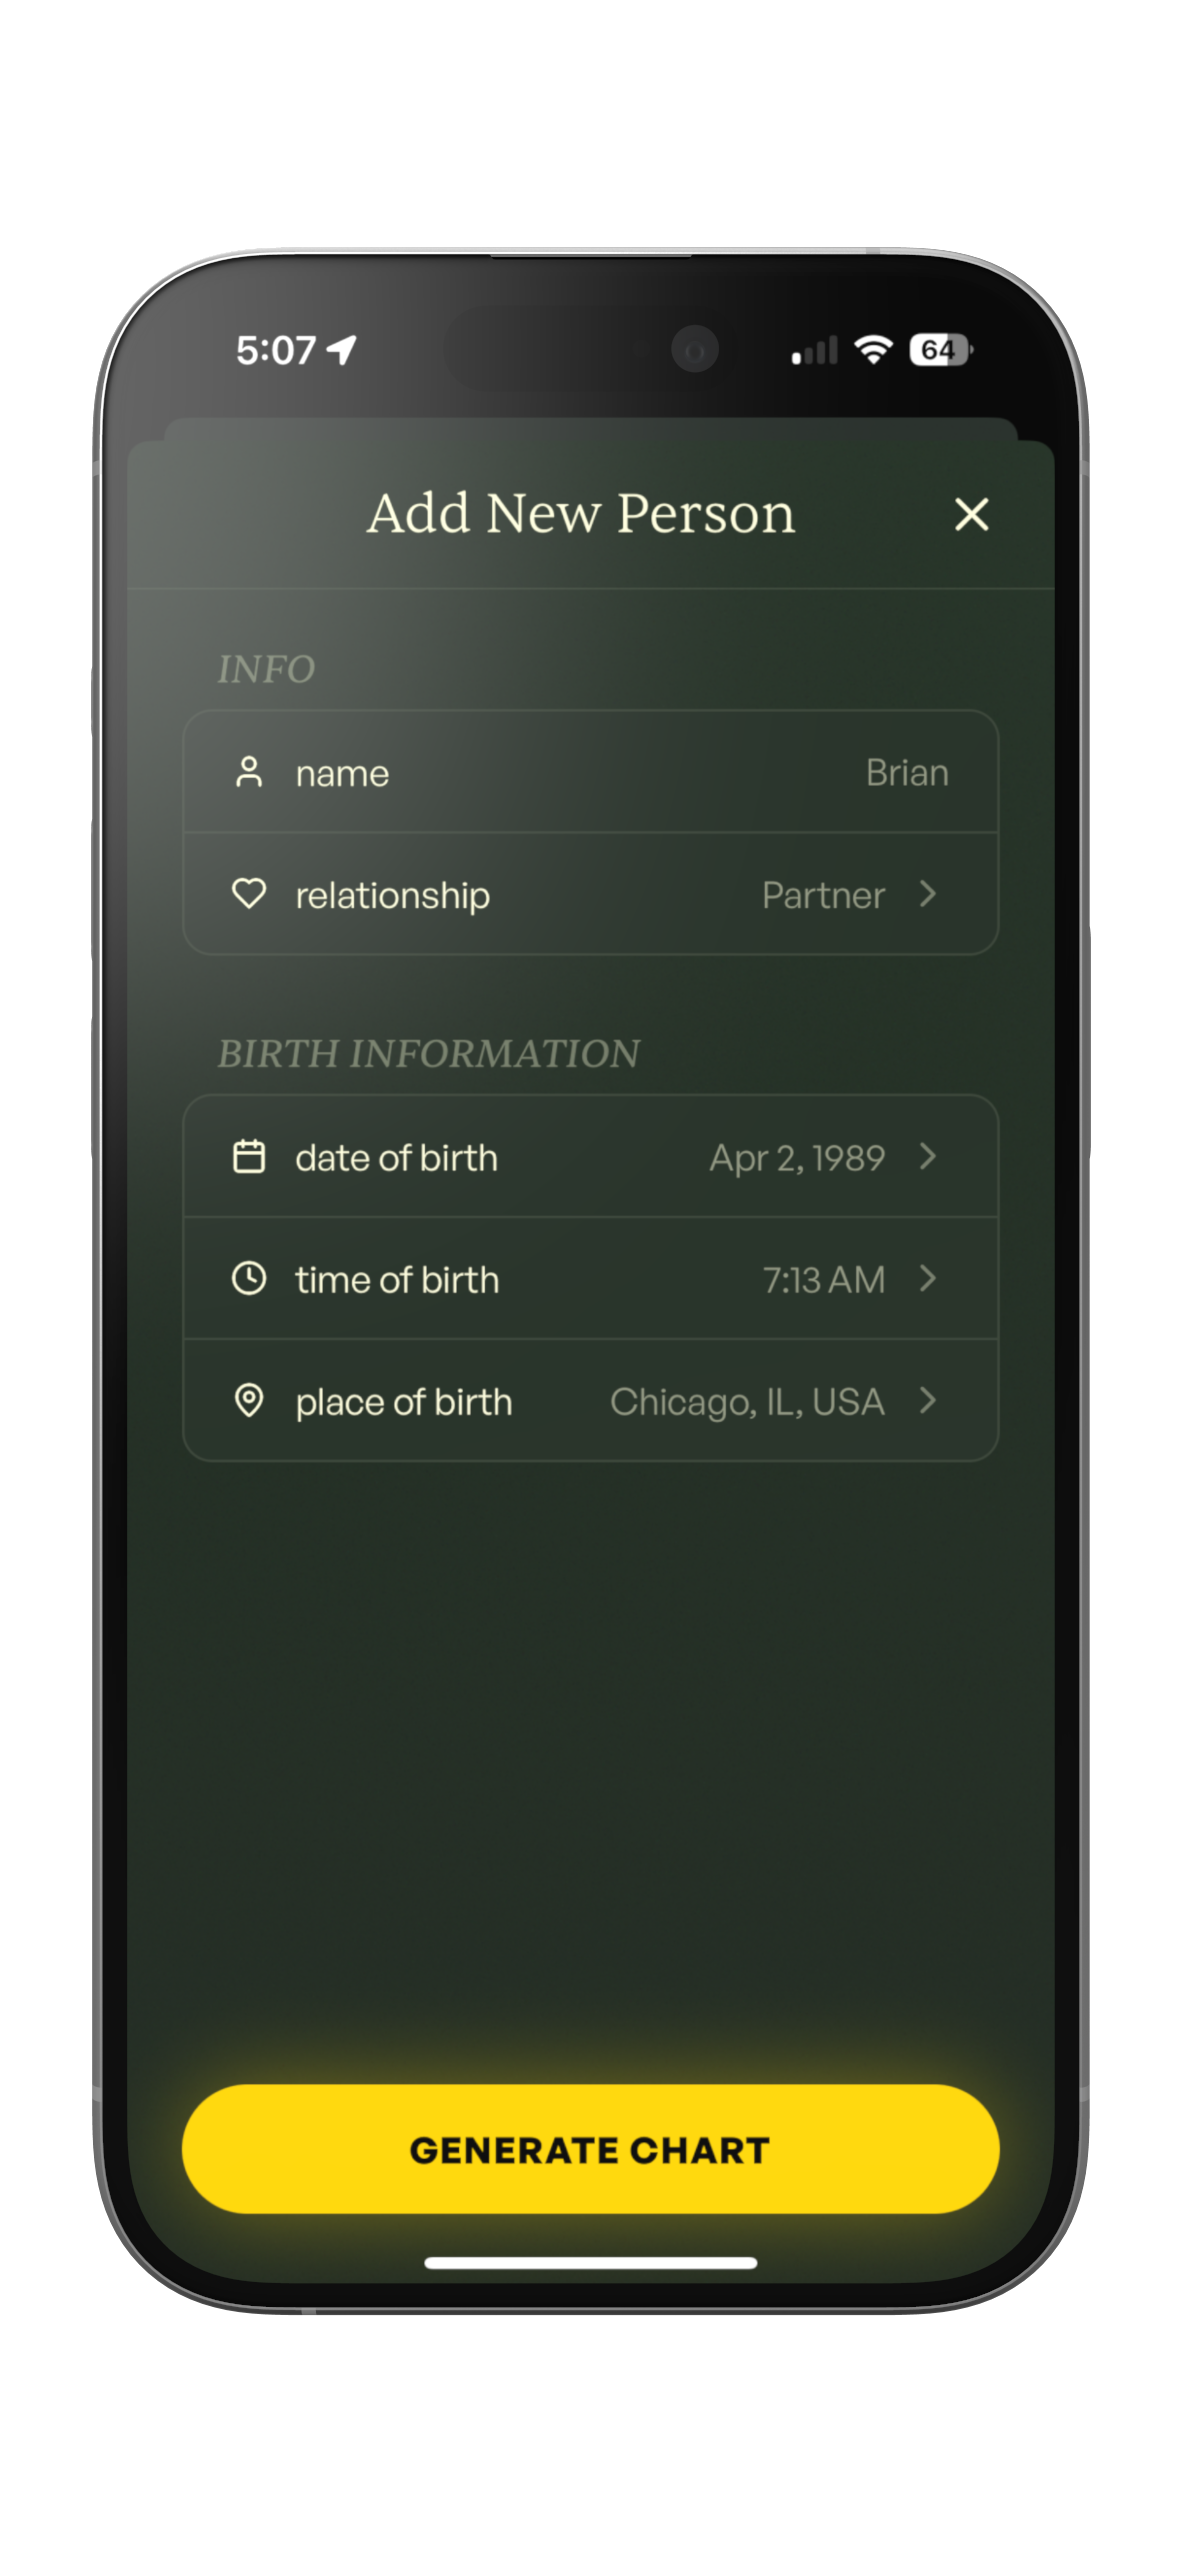 5:07
64
Add New Person
INFO
name Brian
relationship Partner
BIRTH INFORMATION
date of birth Apr 2, 1989
time of birth 7:13 AM
place of birth Chicago, IL, USA
GENERATE CHART